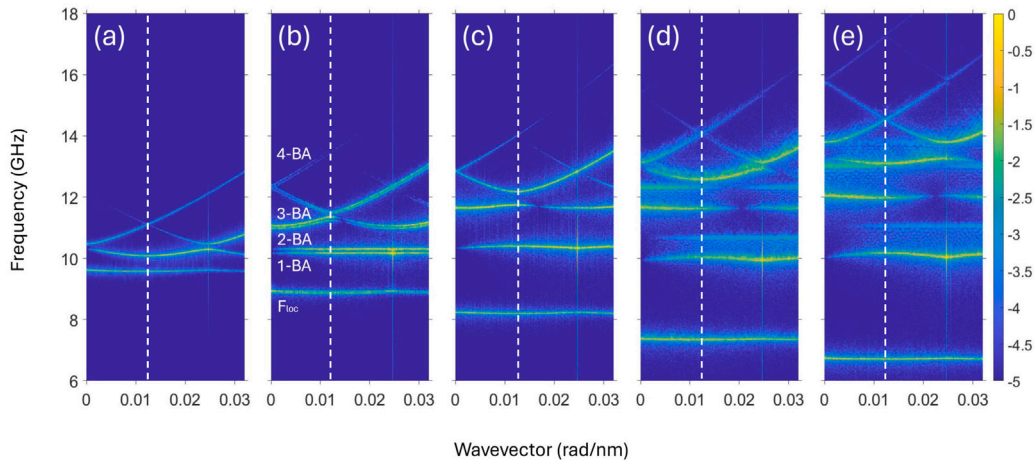 (a) (b) (c) (d) (e)
18
16
14
12
10
8
6
Frequency (GHz)
4-BA
3-BA
2-BA
1-BA
F_loc
0 0.01 0.02 0.03
0 0.01 0.02 0.03
0 0.01 0.02 0.03
0 0.01 0.02 0.03
0 0.01 0.02 0.03
Wavevector (rad/nm)
0
-0.5
-1
-1.5
-2
-2.5
-3
-3.5
-4
-4.5
-5